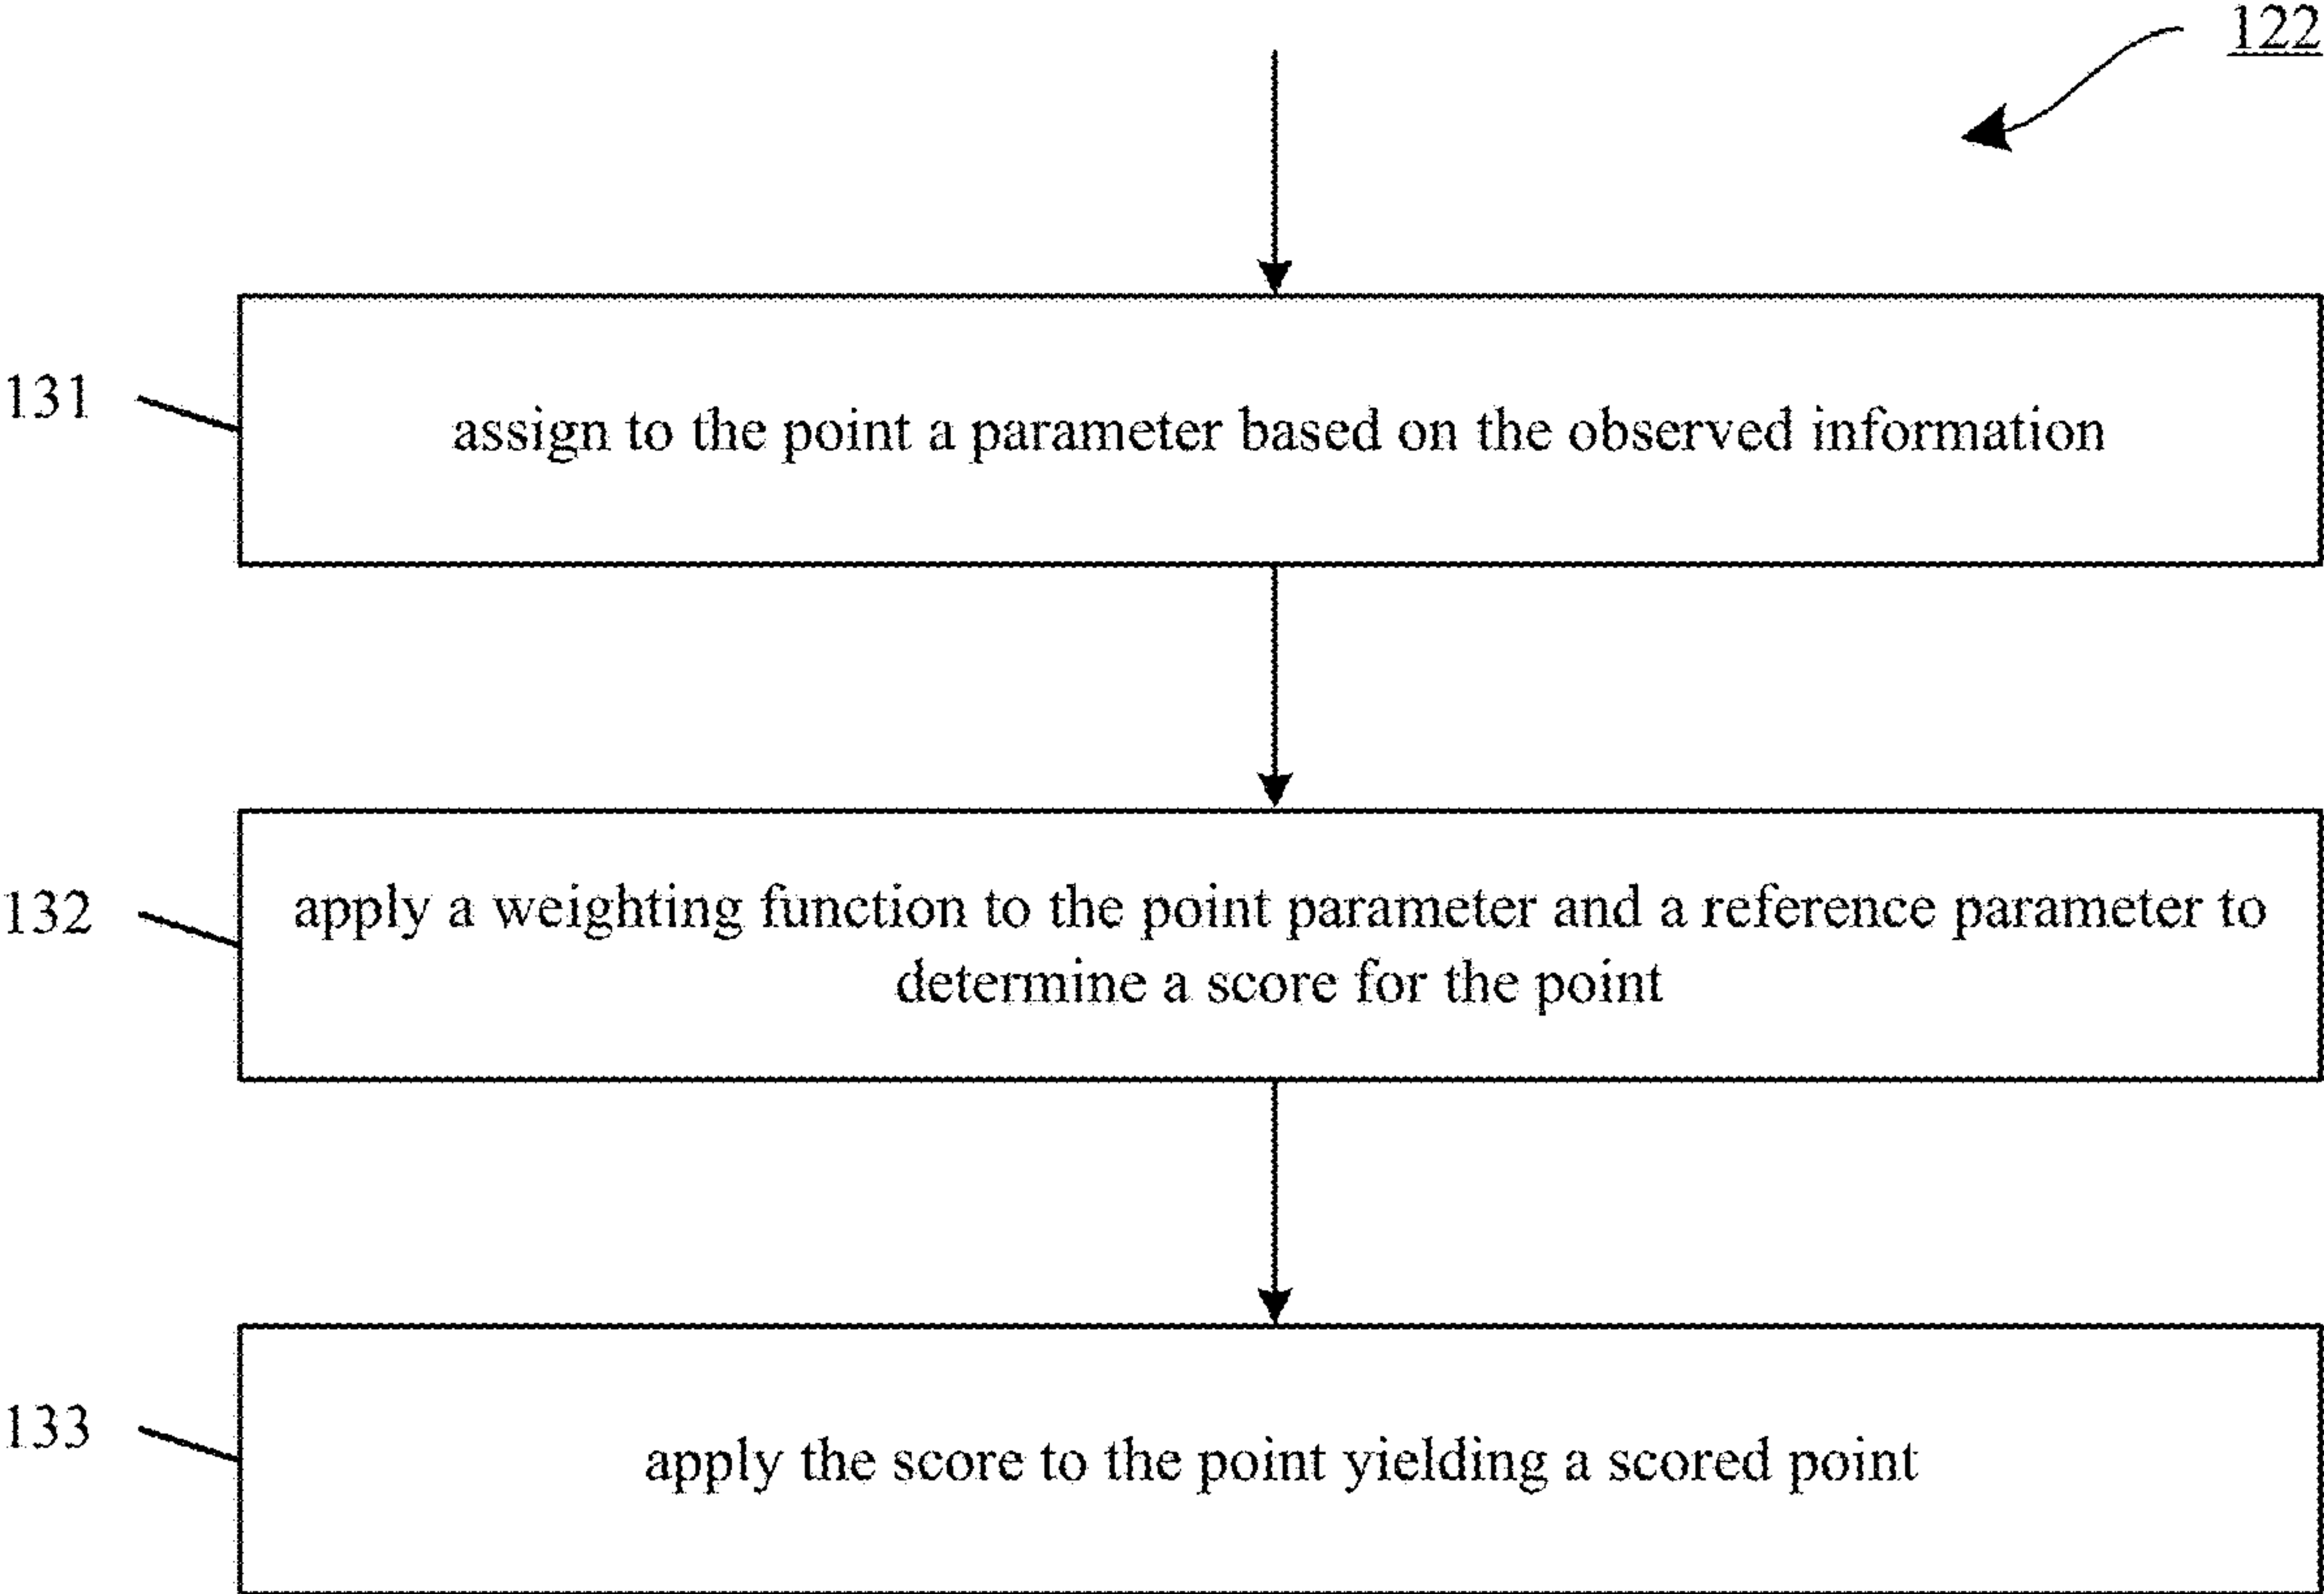 122
131
assign to the point a parameter based on the observed information
132
apply a weighting function to the point parameter and a reference parameter to
determine a score for the point
133
apply the score to the point yielding a scored point